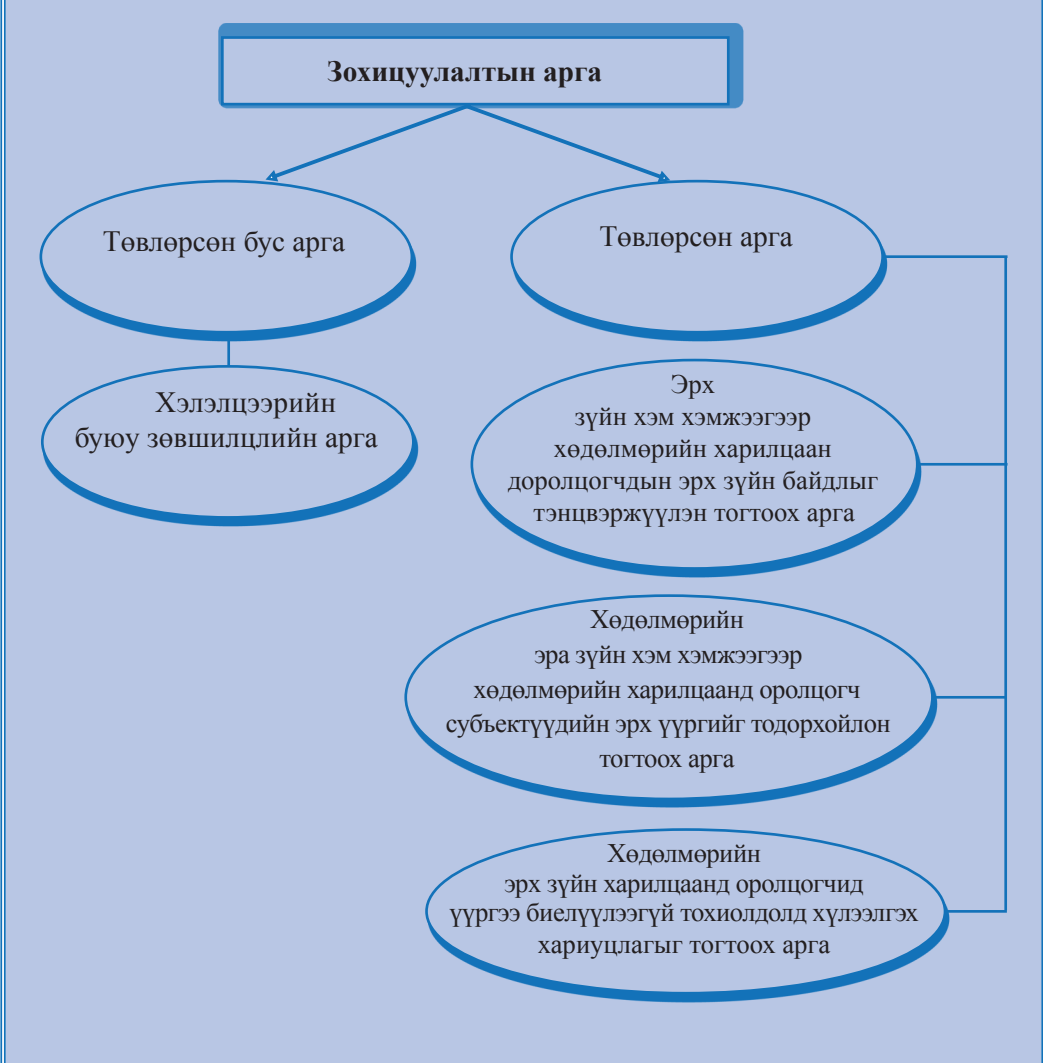 Зохицуулалтын арга
Төвлөрсөн бус арга
Төвлөрсөн арга
Хэлэлцээрийн
буюу зөвшилцлийн арга
Эрх
зүйн хэм хэмжээгээр
хөдөлмөрийн харилцаан
доролцогчдын эрх зүйн байдлыг
тэнцвэржүүлэн тогтоох арга
Хөдөлмөрийн
эра зүйн хэм хэмжээгээр
хөдөлмөрийн харилцаанд оролцогч
субъектүүдийн эрх үүргийг тодорхойлон
тогтоох арга
Хөдөлмөрийн
эрх зүйн харилцаанд оролцогчид
үүргээ биелүүлээгүй тохиолдолд хүлээлгэх
хариуцлагыг тогтоох арга